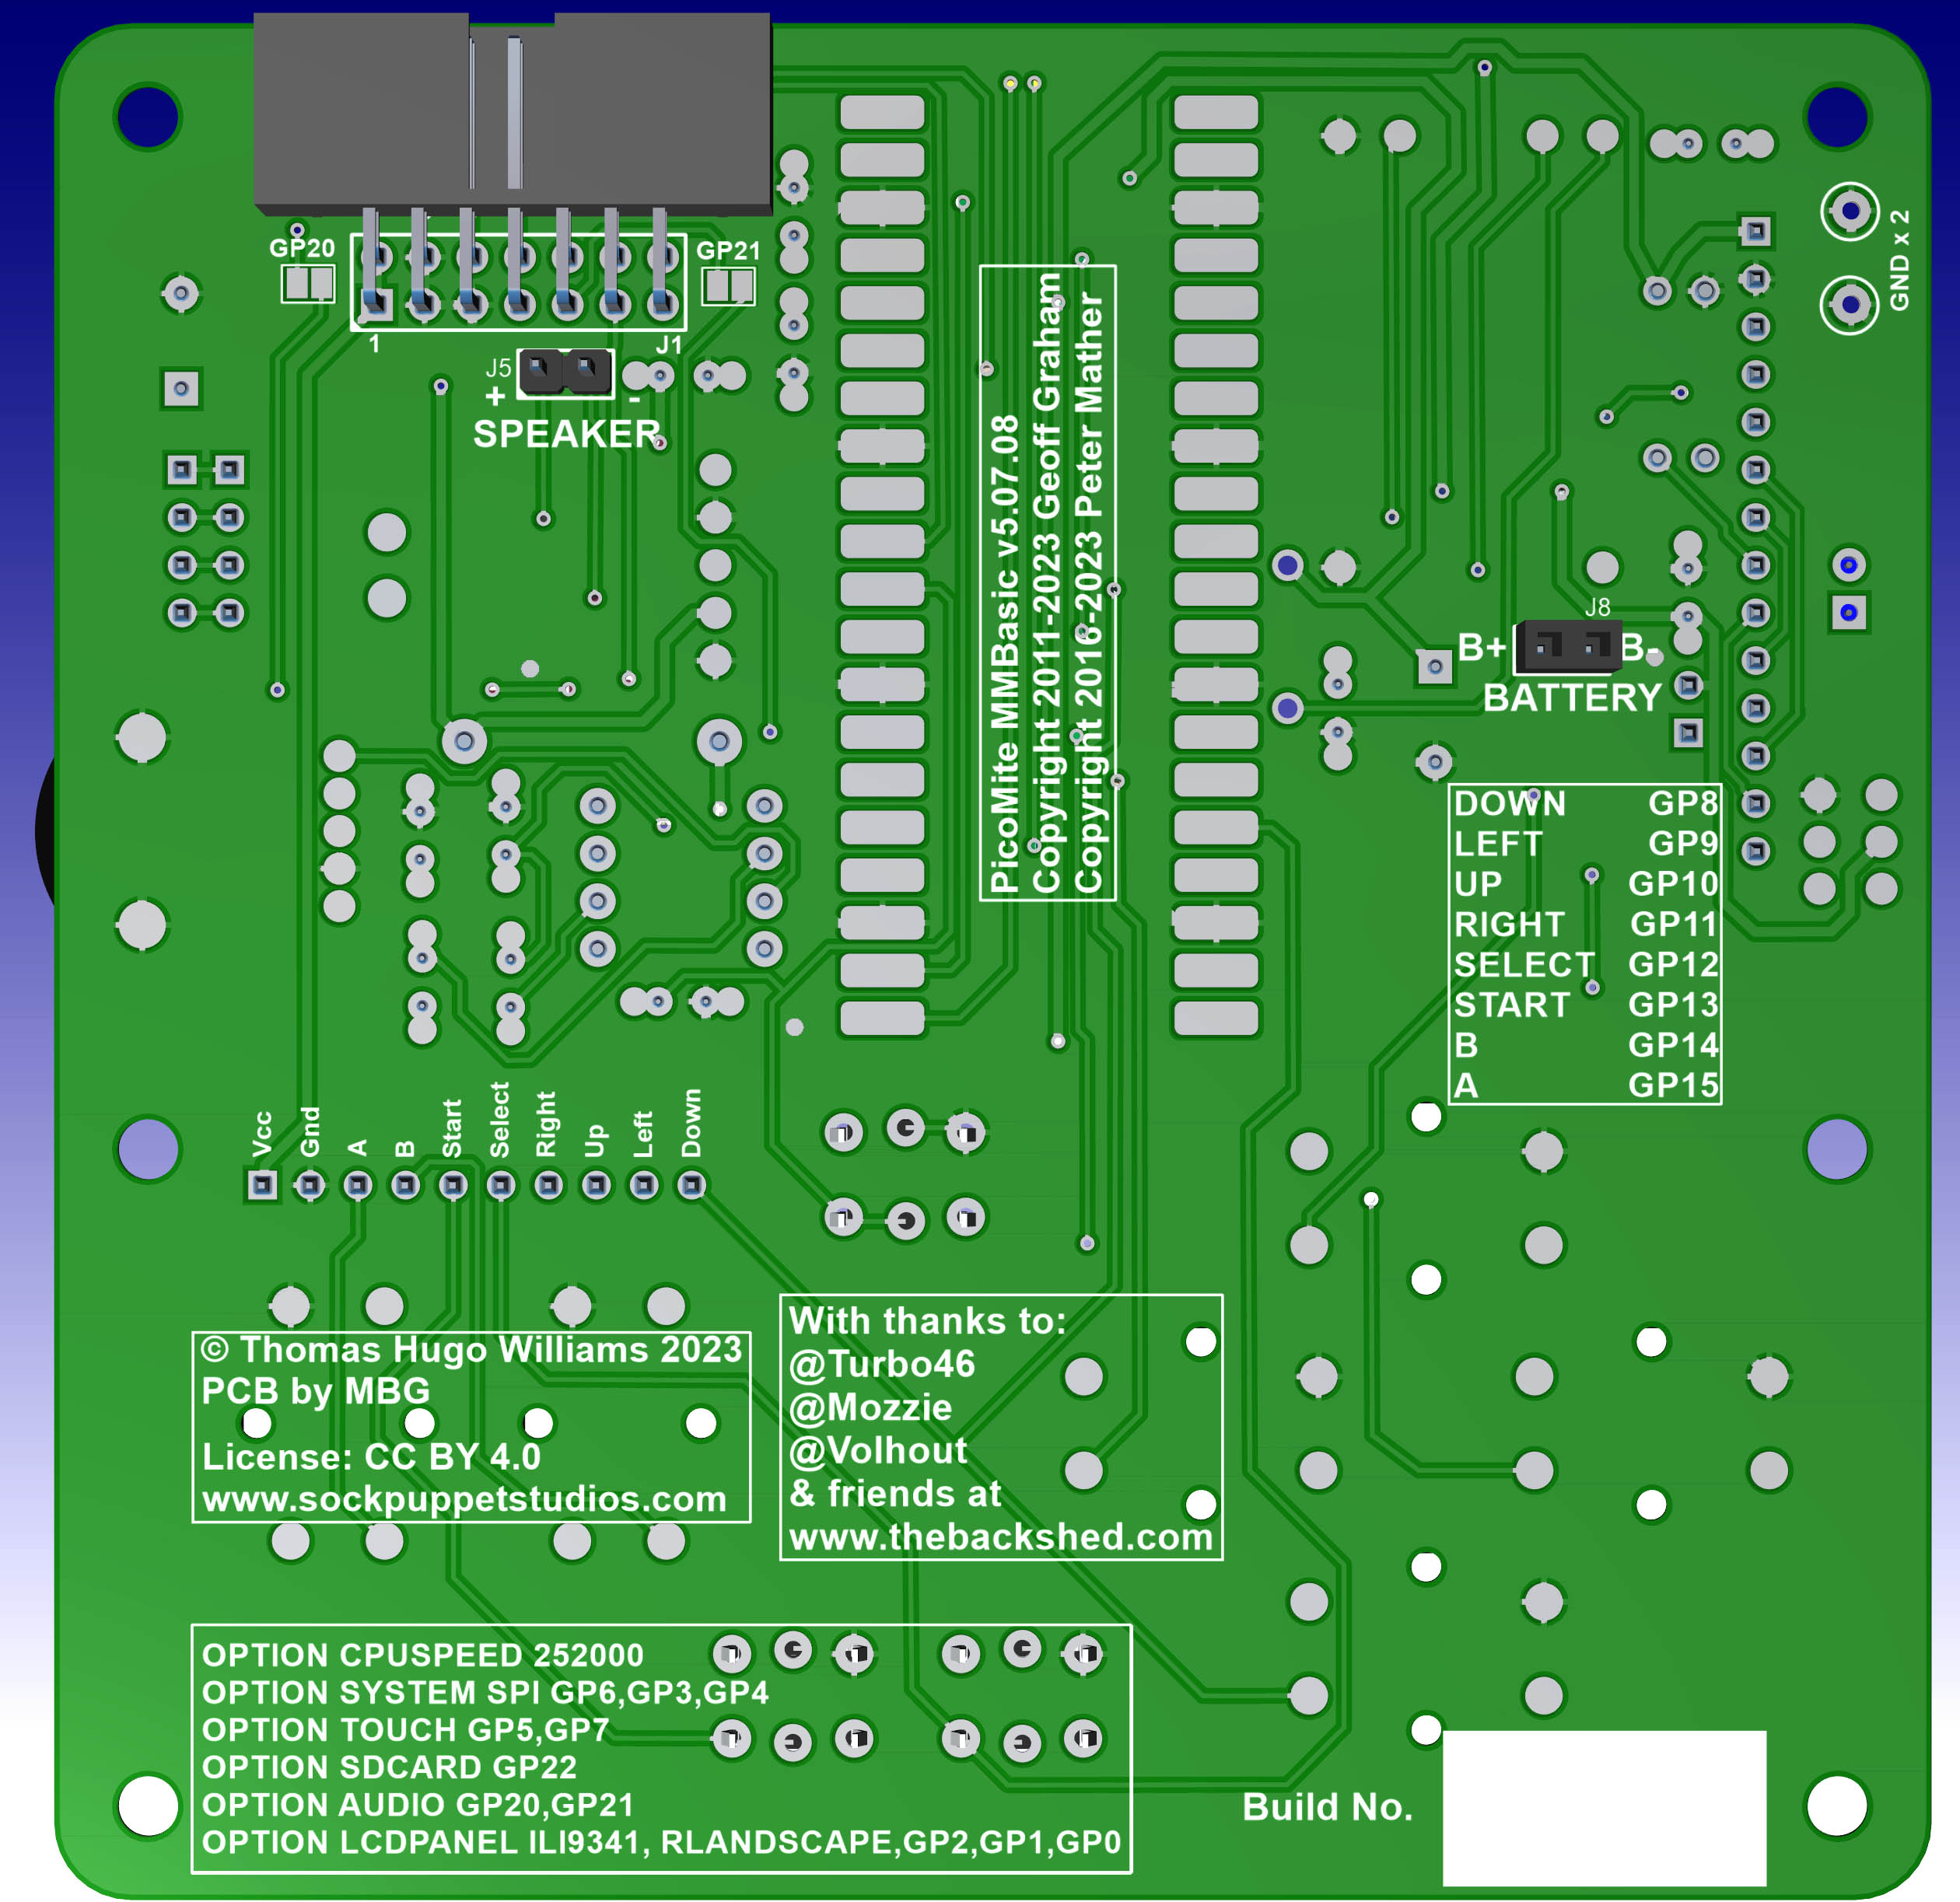 GP20
GP21
GND x 2
1
J1
J5
+
-
SPEAKER
PicoMite MMBasic v5.07.08
Copyright 2011-2023 Geoff Graham
Copyright 2016-2023 Peter Mather
J8
B+
B-
BATTERY
DOWN GP8
LEFT GP9
UP GP10
RIGHT GP11
SELECT GP12
START GP13
B GP14
A GP15
Vcc
Gnd
A
B
Start
Select
Right
Up
Left
Down
© Thomas Hugo Williams 2023
PCB by MBG
License: CC BY 4.0
www.sockpuppetstudios.com
With thanks to:
@Turbo46
@Mozzie
@Volhout
& friends at
www.thebackshed.com
OPTION CPUSPEED 252000
OPTION SYSTEM SPI GP6,GP3,GP4
OPTION TOUCH GP5,GP7
OPTION SDCARD GP22
OPTION AUDIO GP20,GP21
OPTION LCDPANEL ILI9341, RLANDSCAPE,GP2,GP1,GP0
Build No.